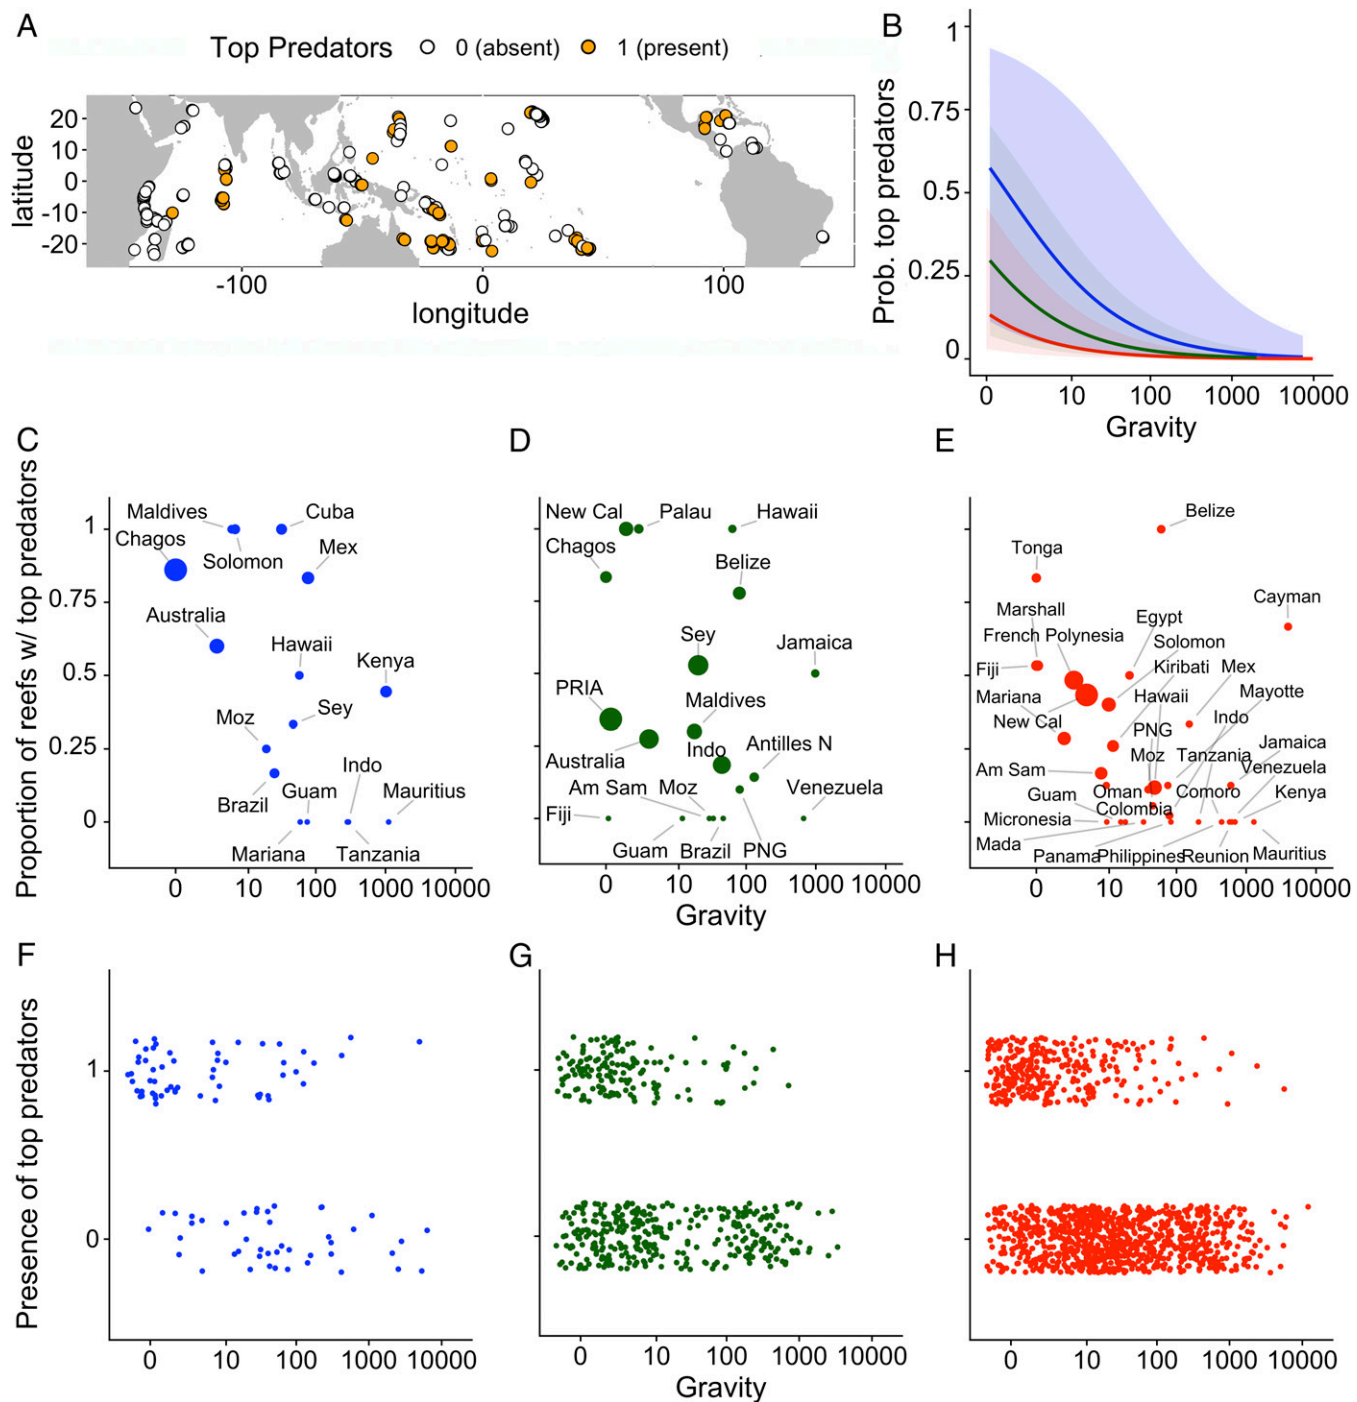 A
Top Predators 0 (absent) 1 (present)
latitude
20
10
0
-10
-20
-100 0 100
longitude
B
Prob. top predators
1
0.75
0.5
0.25
0
0 10 100 1000 10000
Gravity
C
Proportion of reefs w/ top predators
1
0.75
0.5
0.25
0
Maldives
Cuba
Chagos
Solomon
Mex
Australia
Hawaii
Kenya
Moz
Sey
Brazil
Guam
Indo
Mauritius
Mariana
Tanzania
0 10 100 1000 10000
D
New Cal
Palau
Hawaii
Chagos
Belize
Sey
Jamaica
PRIA
Maldives
Australia
Indo
Antilles N
Am Sam
Moz
Venezuela
Fiji
Guam
Brazil
PNG
0 10 100 1000 10000
Gravity
E
Belize
Tonga
Cayman
Marshall
Egypt
French Polynesia
Solomon
Fiji
Kiribati
Mex
Mariana
Hawaii
Mayotte
New Cal
PNG
Indo
Moz
Tanzania
Jamaica
Am Sam
Venezuela
Guam
Oman
Comoro
Kenya
Colombia
Micronesia
Mada
Panama
Philippines
Reunion
Mauritius
0 10 100 1000 10000
F
Presence of top predators
1
0
0 10 100 1000 10000
G
0 10 100 1000 10000
Gravity
H
0 10 100 1000 10000